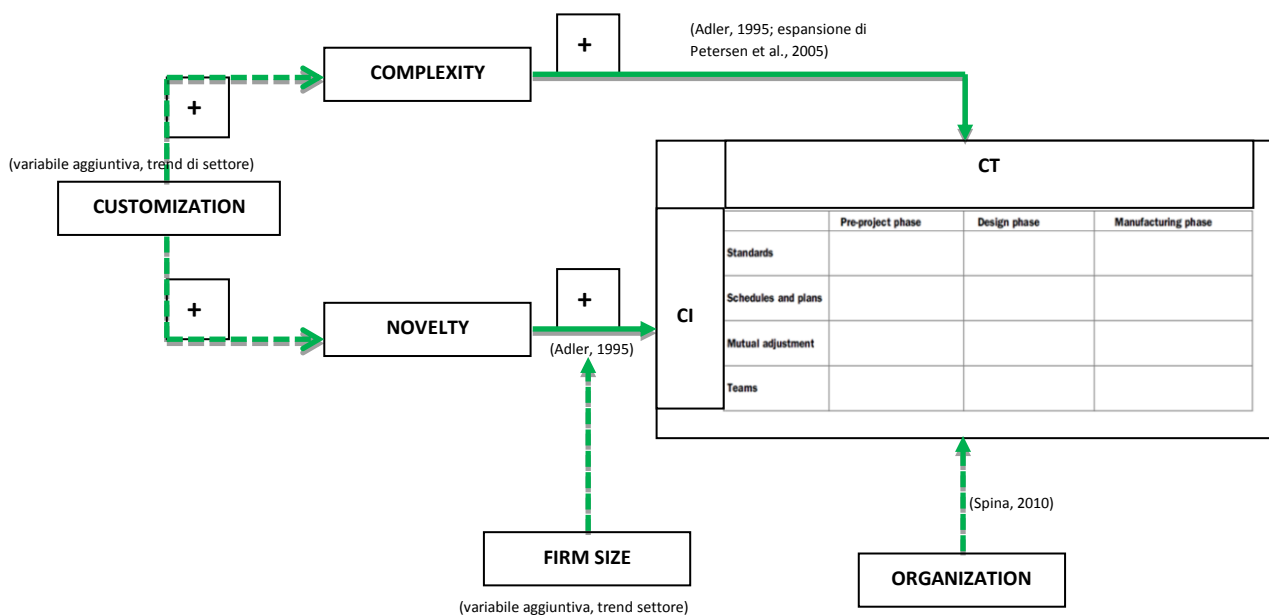 (Adler, 1995; espansione di
Petersen et al., 2005)
+
COMPLEXITY
+
(variabile aggiuntiva, trend di settore)
CUSTOMIZATION
+
NOVELTY
+
(Adler, 1995)
CT
CI
Pre-project phase Design phase Manufacturing phase
Standards
Schedules and plans
Mutual adjustment
Teams
(Spina, 2010)
FIRM SIZE
(variabile aggiuntiva, trend settore)
ORGANIZATION